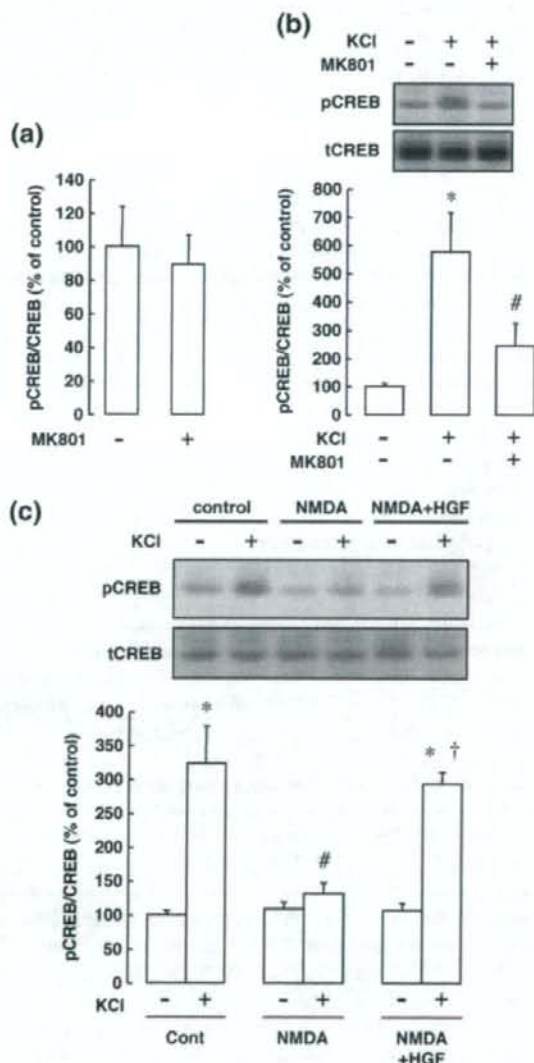 (b)
KCl - + +
MK801 +
pCREB
tCREB
(a)
pCREB/CREB (% of control)
140
120
100
80
60
40
20
0
MK801 - +
pCREB/CREB (% of control)
800
700
600
500
400
300
200
100
0
*
#
KCl - + +
MK801 - - +
(c)
control NMDA NMDA+HGF
KCl - + - + - +
pCREB
tCREB
pCREB/CREB (% of control)
400
350
300
250
200
150
100
50
0
*
#
* †
KCl - + - + - +
Cont NMDA NMDA
+HGF